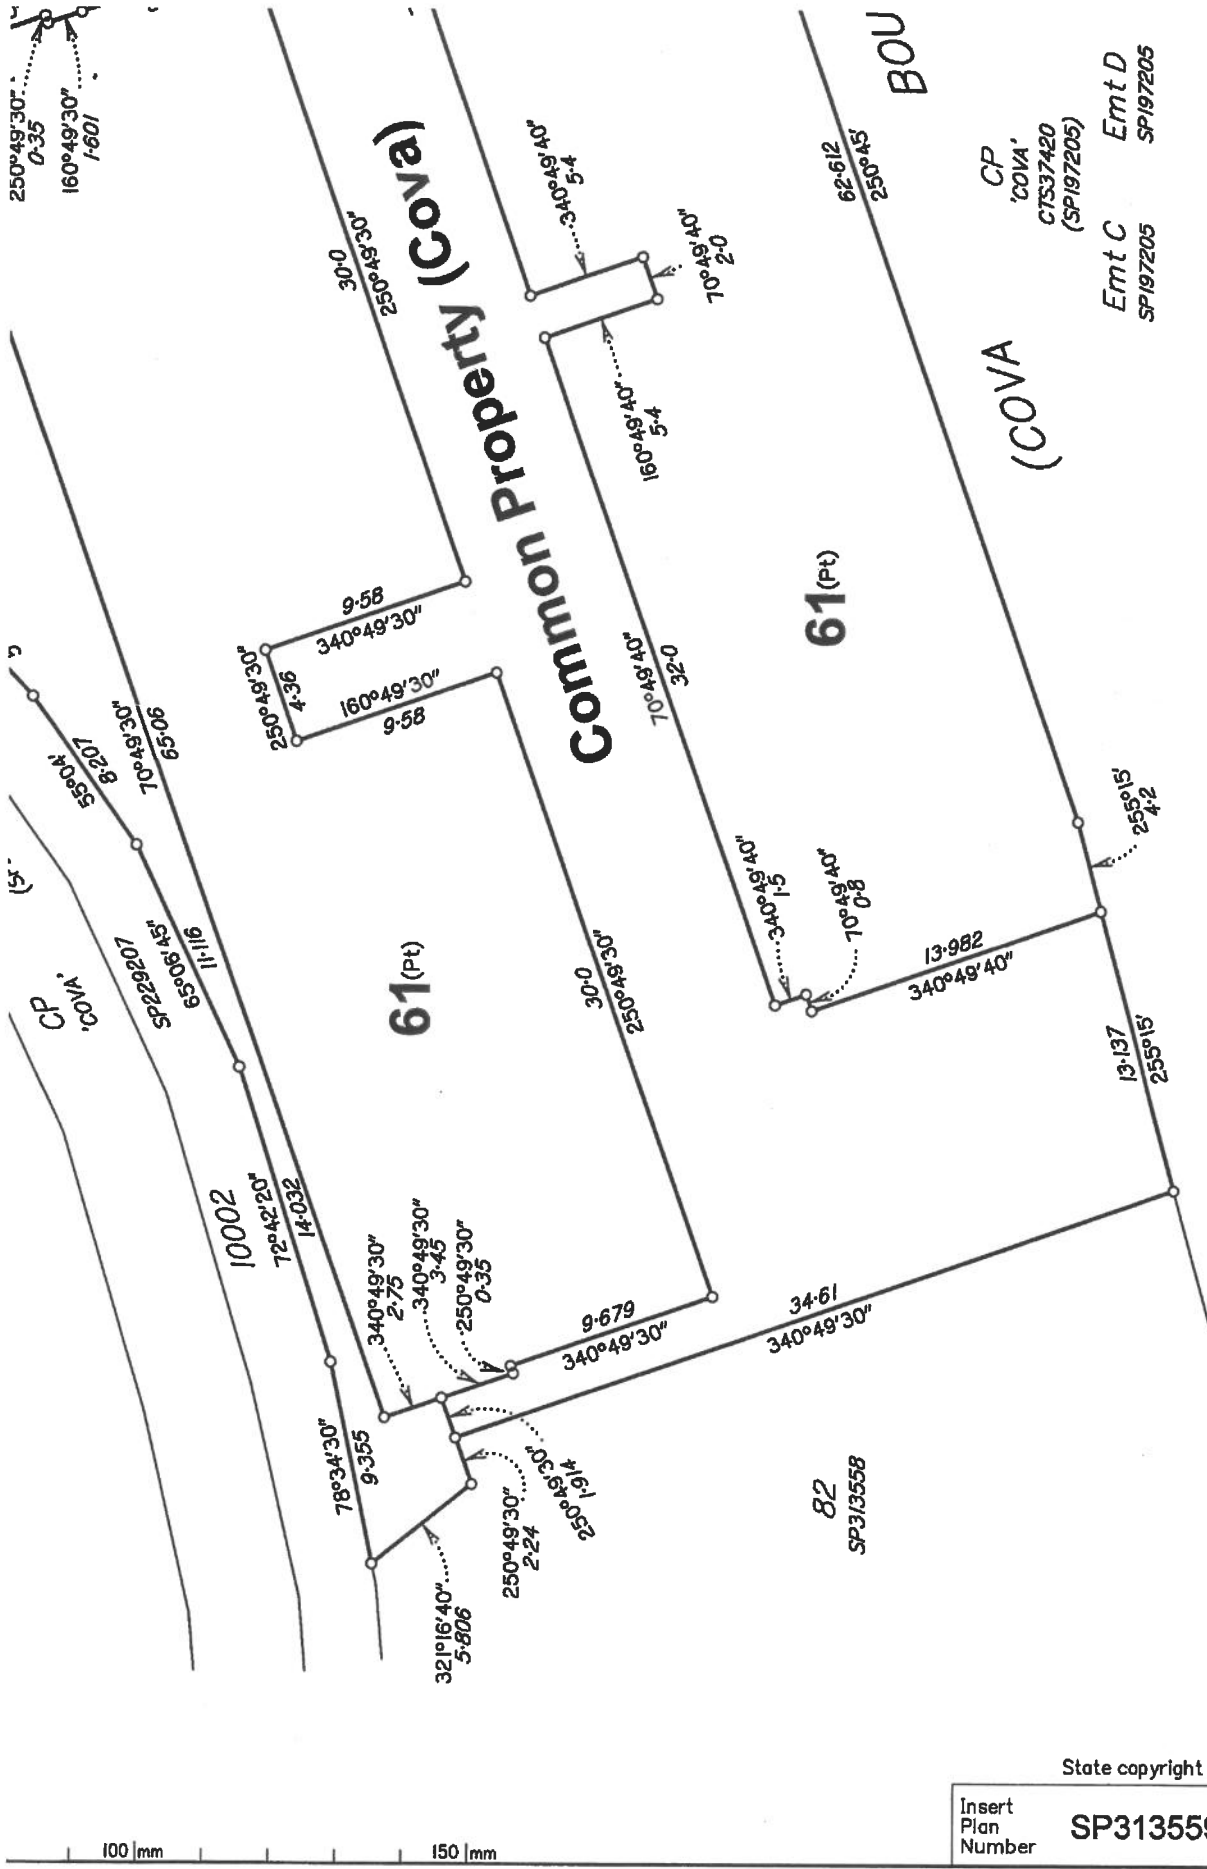 250°49'30"
0·35
160°49'30"
1·601
30·0
250°49'30"
Common Property (Cova)
340°49'40"
5·4
70°49'40"
2·0
160°49'40"
5·4
62·612
250°45'
BOU
CP
'COVA'
CTS37420
(SP197205)
Emt C
SP197205
Emt D
SP197205
(COVA
9·58
340°49'30"
250°49'30"
4·36
160°49'30"
9·58
70°49'40"
32·0
61(Pt)
55°04'
8·207
70°49'30"
65·06
CP
'COVA'
SP229207
65°06'45"
11·116
61(Pt)
30·0
250°49'30"
340°49'40"
1·5
70°49'40"
0·8
13·982
340°49'40"
255°15'
4·2
13·137
255°15'
10002
72°42'20"
14·032
340°49'30"
2·75
340°49'30"
3·45
250°49'30"
0·35
9·679
340°49'30"
34·61
340°49'30"
78°34'30"
9·355
250°49'30"
1·914
250°49'30"
2·24
321°16'40"
5·806
82
SP313558
State copyright
Insert
Plan
Number
SP313559
100 mm
150 mm